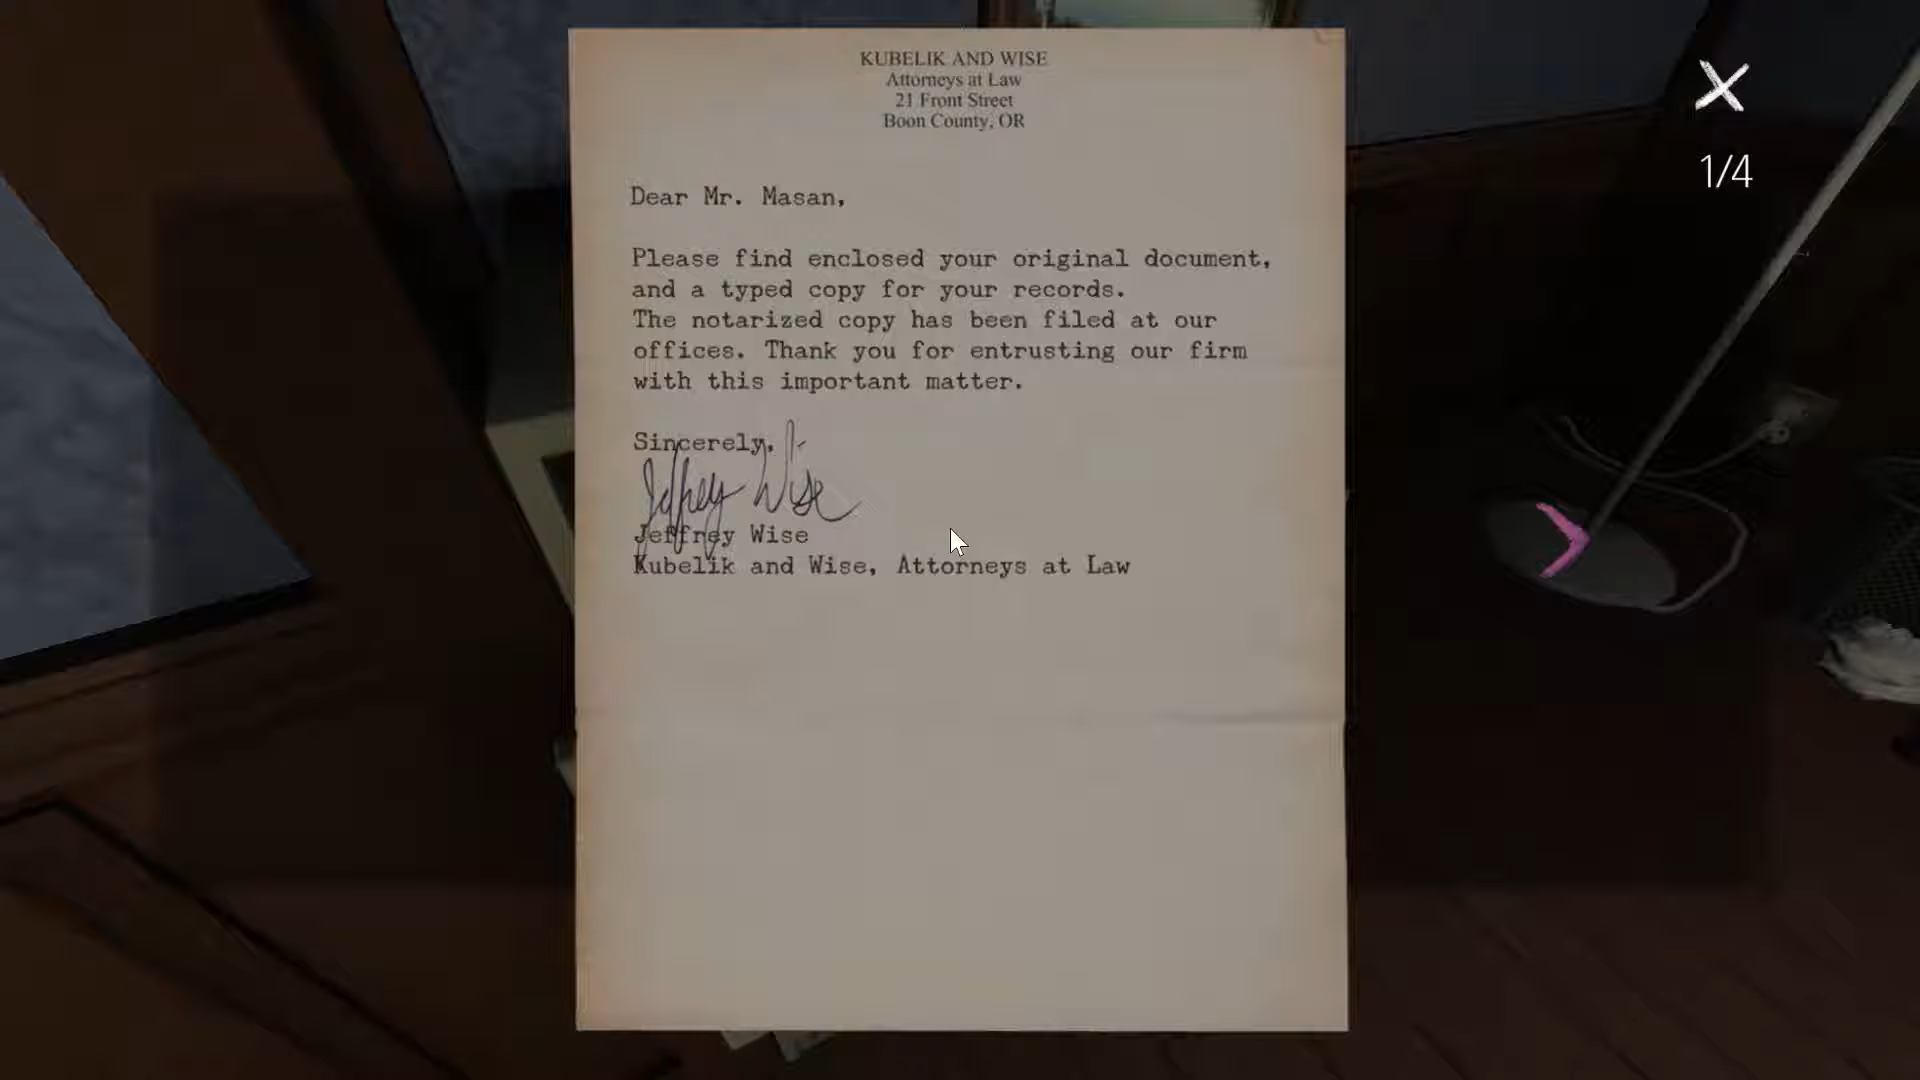 KUBELIK AND WISE
Attorneys at Law
21 Front Street
Boon County, OR
1/4
Dear Mr. Masan,
Please find enclosed your original document,
and a typed copy for your records.
The notarized copy has been filed at our
offices. Thank you for entrusting our firm
with this important matter.
Sincerely,
Jeffrey Wise
Jeffrey Wise
Kubelik and Wise, Attorneys at Law